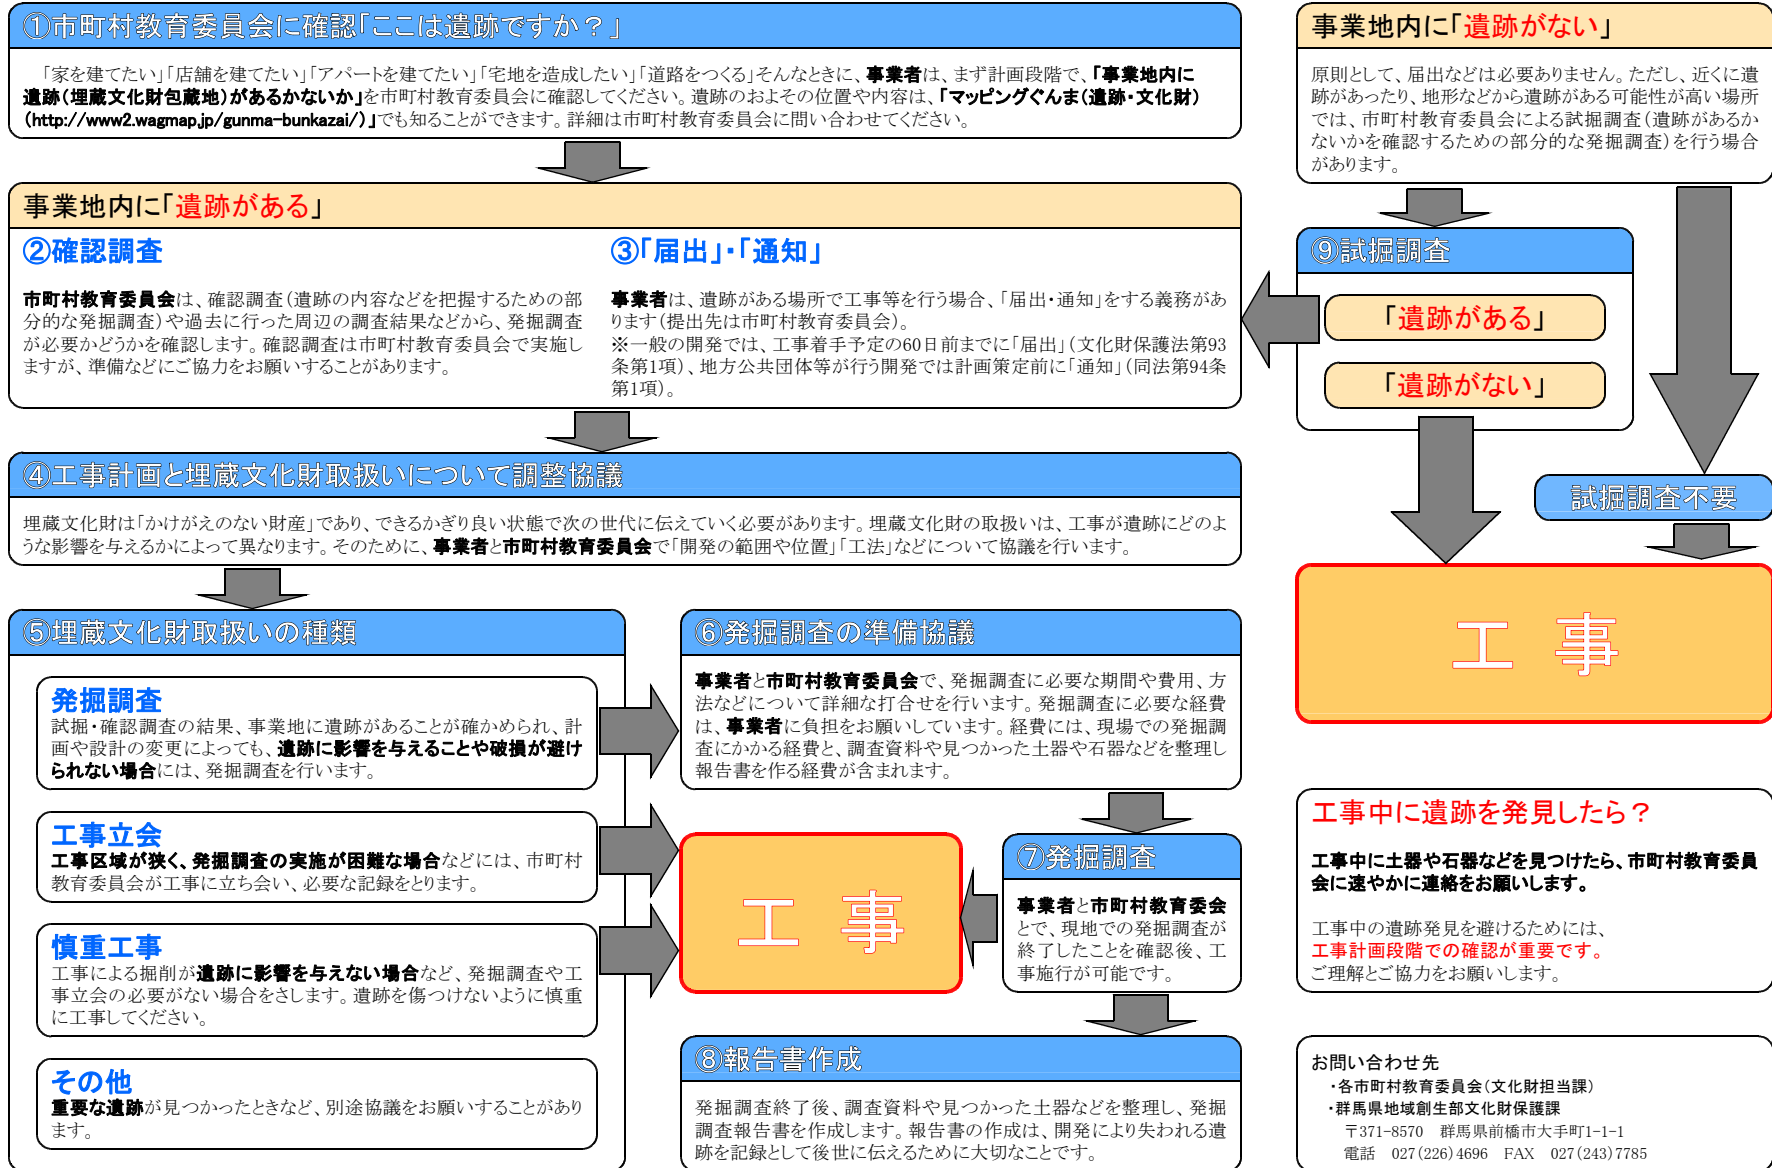 ①市町村教育委員会に確認「ここは遺跡ですか？」
「家を建てたい」「店舗を建てたい」「アパートを建てたい」「宅地を造成したい」「道路をつくる」そんなときに、事業者は、まず計画段階で、「事業地内に
遺跡（埋蔵文化財包蔵地）があるかないか」を市町村教育委員会に確認してください。遺跡のおよその位置や内容は、「マッピングぐんま（遺跡・文化財）
（http://www2.wagmap.jp/gunma-bunkazai/）」でも知ることができます。詳細は市町村教育委員会に問い合わせてください。
事業地内に「遺跡がある」
②確認調査
市町村教育委員会は、確認調査（遺跡の内容などを把握するための部
分的な発掘調査）や過去に行った周辺の調査結果などから、発掘調査
が必要かどうかを確認します。確認調査は市町村教育委員会で実施し
ますが、準備などにご協力をお願いすることがあります。
③「届出」・「通知」
事業者は、遺跡がある場所で工事等を行う場合、「届出・通知」をする義務があ
ります（提出先は市町村教育委員会）。
※一般の開発では、工事着手予定の60日前までに「届出」（文化財保護法第93
条第1項）、地方公共団体等が行う開発では計画策定前に「通知」（同法第94条
第1項）。
④工事計画と埋蔵文化財取扱いについて調整協議
埋蔵文化財は「かけがえのない財産」であり、できるかぎり良い状態で次の世代に伝えていく必要があります。埋蔵文化財の取扱いは、工事が遺跡にどのよ
うな影響を与えるかによって異なります。そのために、事業者と市町村教育委員会で「開発の範囲や位置」「工法」などについて協議を行います。
⑤埋蔵文化財取扱いの種類
発掘調査
試掘・確認調査の結果、事業地に遺跡があることが確かめられ、計
画や設計の変更によっても、遺跡に影響を与えることや破損が避け
られない場合には、発掘調査を行います。
工事立会
工事区域が狭く、発掘調査の実施が困難な場合などには、市町村
教育委員会が工事に立ち会い、必要な記録をとります。
慎重工事
工事による掘削が遺跡に影響を与えない場合など、発掘調査や工
事立会の必要がない場合をさします。遺跡を傷つけないように慎重
に工事してください。
その他
重要な遺跡が見つかったときなど、別途協議をお願いすることがあり
ます。
⑥発掘調査の準備協議
事業者と市町村教育委員会で、発掘調査に必要な期間や費用、方
法などについて詳細な打合せを行います。発掘調査に必要な経費
は、事業者に負担をお願いしています。経費には、現場での発掘調
査にかかる経費と、調査資料や見つかった土器や石器などを整理し
報告書を作る経費が含まれます。
工 事
⑦発掘調査
事業者と市町村教育委会
とで、現地での発掘調査が
終了したことを確認後、工
事施行が可能です。
⑧報告書作成
発掘調査終了後、調査資料や見つかった土器などを整理し、発掘
調査報告書を作成します。報告書の作成は、開発により失われる遺
跡を記録として後世に伝えるために大切なことです。
事業地内に「遺跡がない」
原則として、届出などは必要ありません。ただし、近くに遺
跡があったり、地形などから遺跡がある可能性が高い場所
では、市町村教育委員会による試掘調査（遺跡があるか
ないかを確認するための部分的な発掘調査）を行う場合
があります。
⑨試掘調査
「遺跡がある」
「遺跡がない」
試掘調査不要
工 事
工事中に遺跡を発見したら？
工事中に土器や石器などを見つけたら、市町村教育委員
会に速やかに連絡をお願いします。
工事中の遺跡発見を避けるためには、
工事計画段階での確認が重要です。
ご理解とご協力をお願いします。
お問い合わせ先
・各市町村教育委員会（文化財担当課）
・群馬県地域創生部文化財保護課
〒371-8570 群馬県前橋市大手町1-1-1
電話 027(226)4696 FAX 027(243)7785